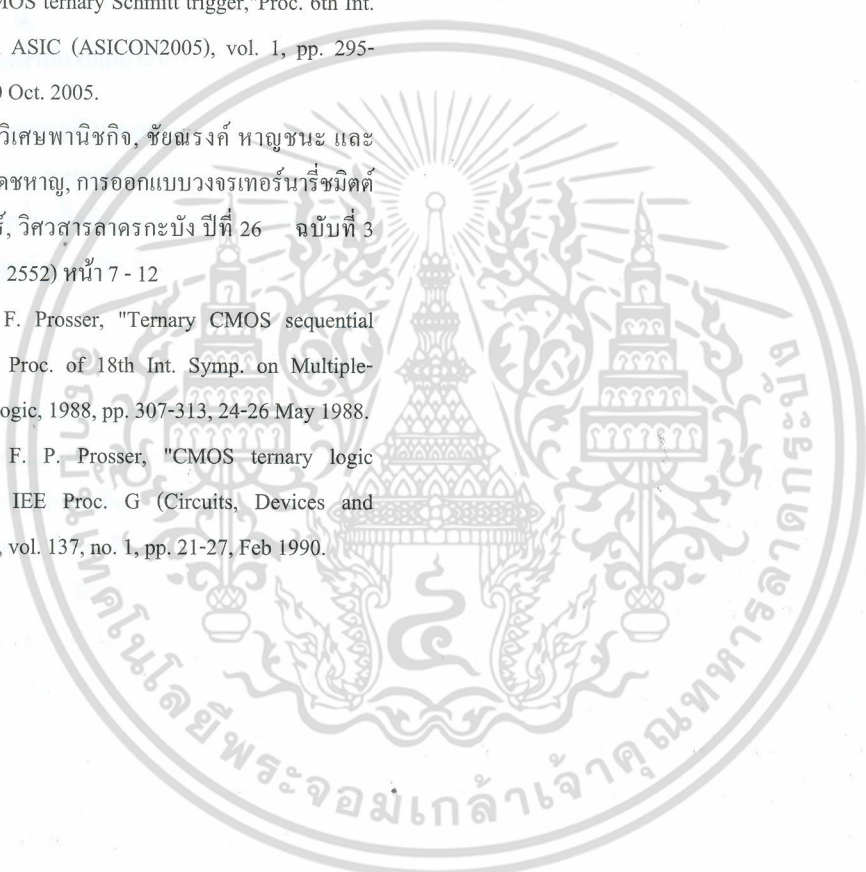 MOS ternary Schmitt trigger,"Proc. 6th Int.
ASIC (ASICON2005), vol. 1, pp. 295-
Oct. 2005.
วิเศษพานิชกิจ, ชัยณรงค์ หาญชนะ และ
ดชหาญ, การออกแบบวงจรเทอร์นารี่ชมิตต์
ร์, วิศวสารลาดกระบัง ปีที่ 26 ฉบับที่ 3
2552) หน้า 7 - 12
F. Prosser, "Ternary CMOS sequential
Proc. of 18th Int. Symp. on Multiple-
ogic, 1988, pp. 307-313, 24-26 May 1988.
F. P. Prosser, "CMOS ternary logic
IEE Proc. G (Circuits, Devices and
, vol. 137, no. 1, pp. 21-27, Feb 1990.
คโนโลยีพระจอมเกล้าเจ้าคุณทหารลาดกระบัง